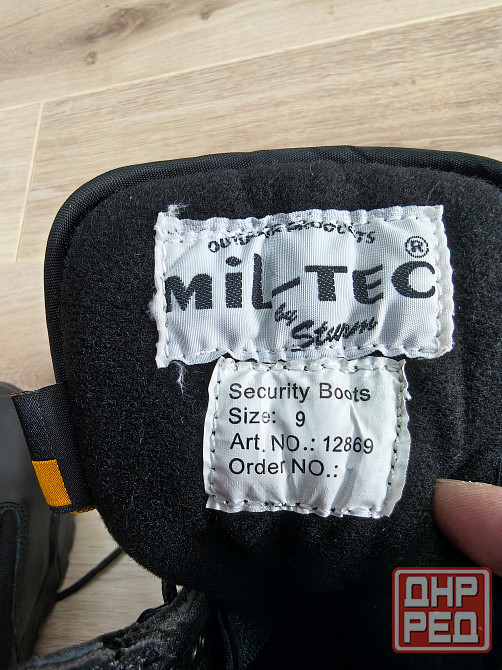 OUTDOOR PRODUCTS
MiL-TEC®
by
Sturm
Security Boots
Size: 9
Art. NO.: 12869
Order NO.:
ДНР
РЕД